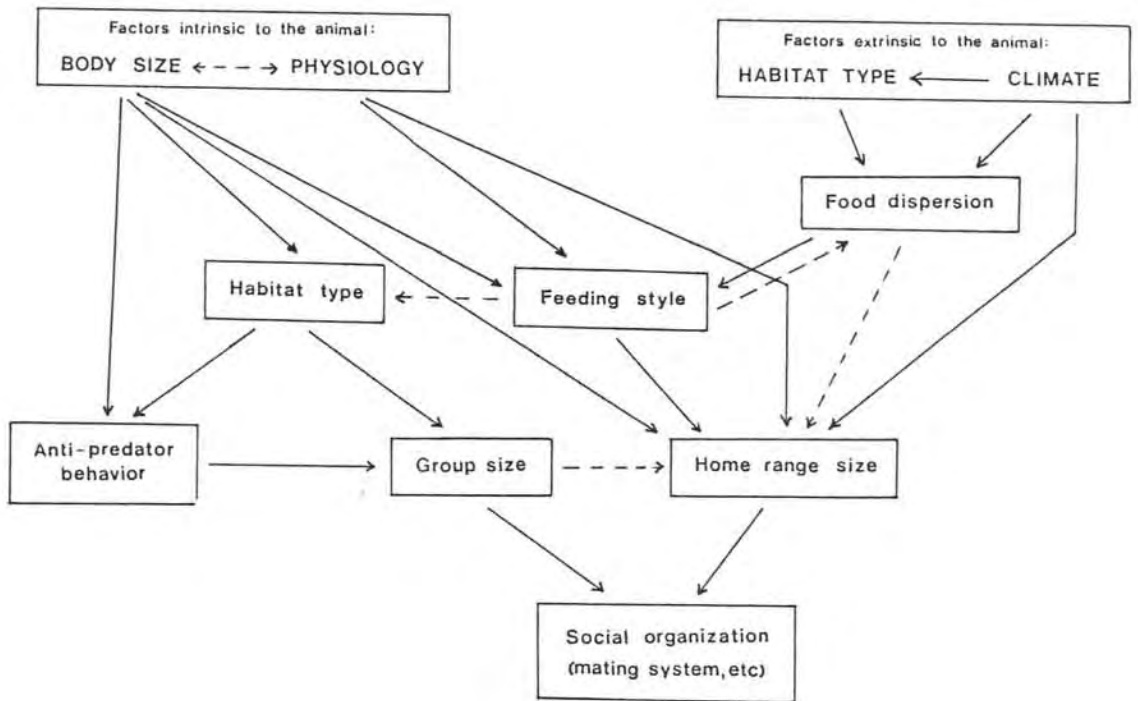 Factors intrinsic to the animal:
BODY SIZE PHYSIOLOGY
Factors extrinsic to the animal:
HABITAT TYPE CLIMATE
Food dispersion
Habitat type
Feeding style
Anti-predator
behavior
Group size
Home range size
Social organization
(mating system, etc)